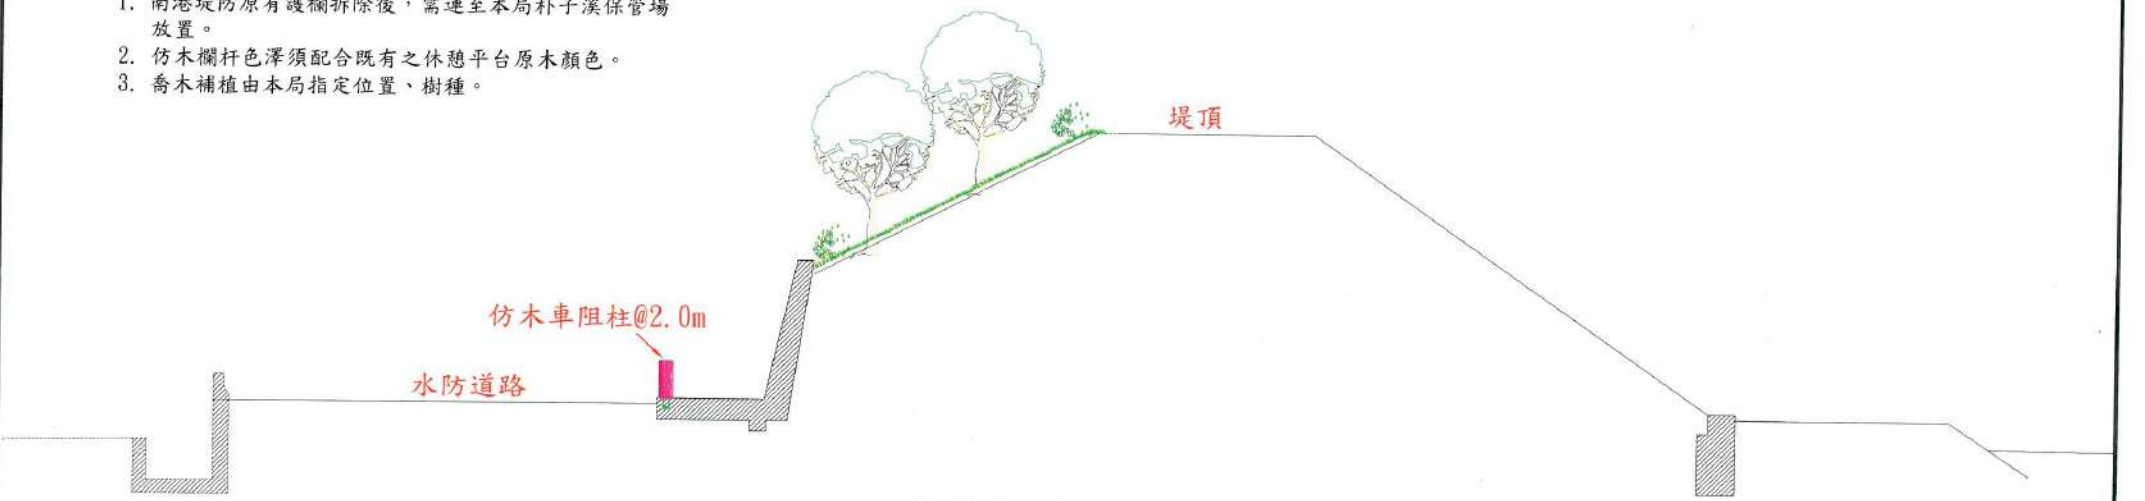 1. 南港堤防原有護欄拆除後，需運至本局朴子溪保管場
放置。
2. 仿木欄杆色澤須配合既有之休憩平台原木顏色。
3. 喬木補植由本局指定位置、樹種。
堤頂
仿木車阻柱@2.0m
水防道路